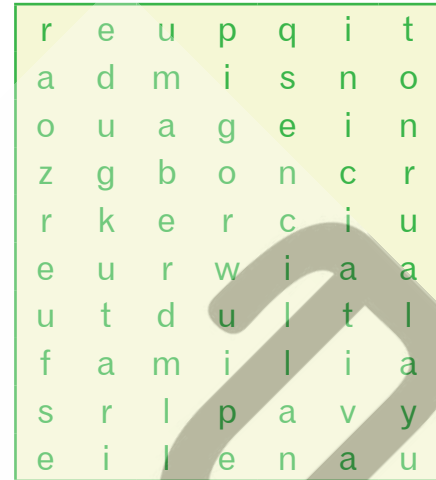 r e u p q i t
a d m i s n o
o u a g e i n
z g b o n c r
r k e r c i u
e u r w i a a
u t d u l t l
f a m i l i a
s r l p a v y
e i l e n a u